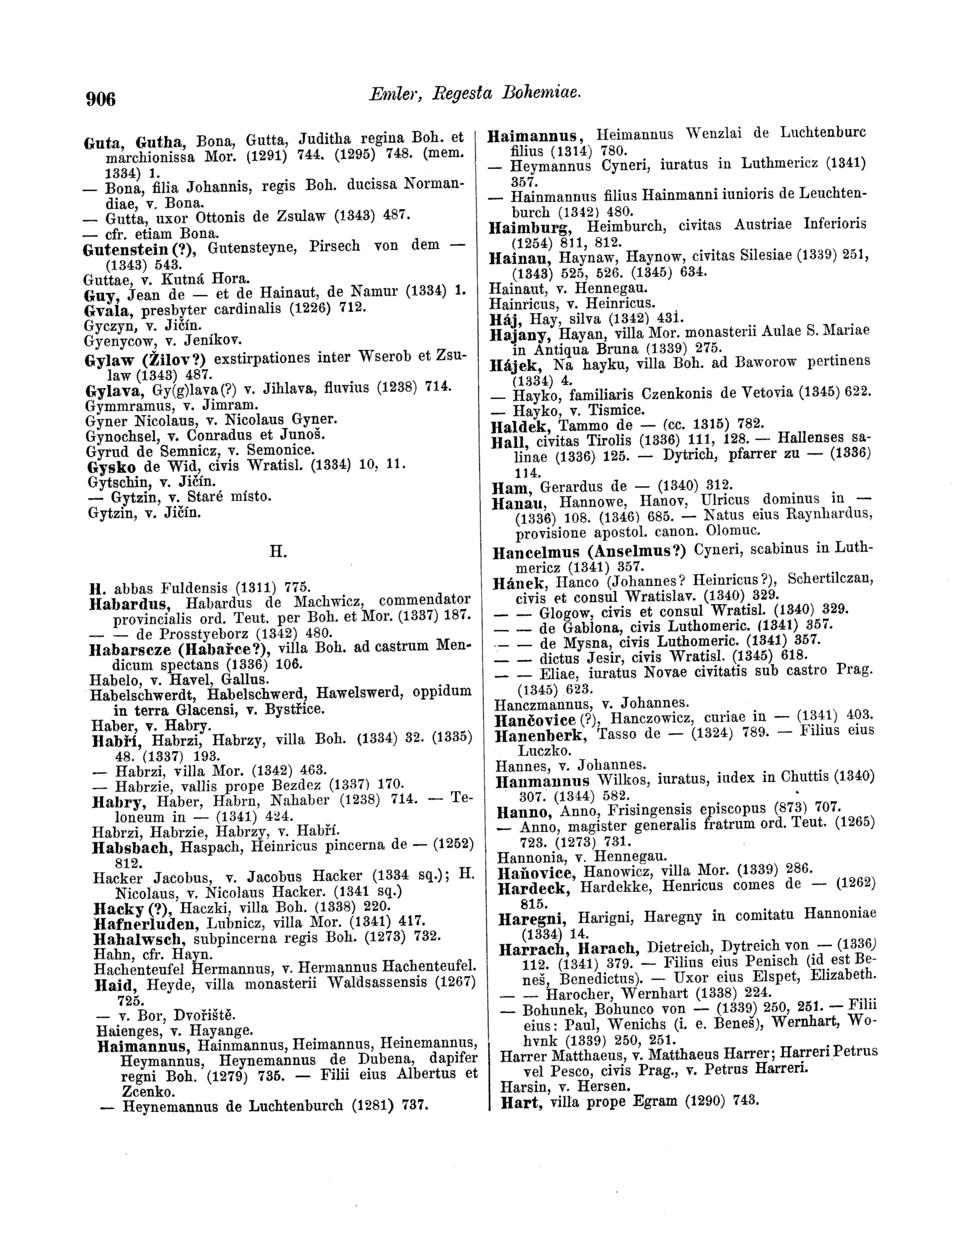 906
Emler, Regesta Bohemiae.
Guta, Gutha, Bona, Gutta, Juditha regina Boh. et
marchionissa Mor. (1291) 744. (1295) 748. (mem.
1334) 1.
— Bona, filia Johannis, regis Boh. ducissa Norman-
diae, v. Bona.
— Gutta, uxor Ottonis de Zsulaw (1343) 487.
— cfr. etiam Bona.
Gutenstein (?), Gutensteyne, Pirsech von dem —
(1343) 543.
Guttae, v. Kutná Hora.
Guy, Jean de — et de Hainaut, de Namur (1334) 1.
Gvala, presbyter cardinalis (1226) 712.
Gyczyn, v. Jičín.
Gyenycow, v. Jeníkov.
Gylaw (Žilov?) exstirpationes inter Wserob et Zsu-
law (1343) 487.
Gylava, Gy(g)lava(?) v. Jihlava, fluvius (1238) 714.
Gymmramus, v. Jimram.
Gyner Nicolaus, v. Nicolaus Gyner.
Gynochsel, v. Conradus et Junoš.
Gyrud de Semnicz, v. Semonice.
Gysko de Wid, civis Wratisl. (1334) 10, 11.
Gytschin, v. Jičín.
— Gytzin, v. Staré místo.
Gytzin, v. Jičín.
H.
H. abbas Fuldensis (1311) 775.
Habardus, Habardus de Machwicz, commendator
provincialis ord. Teut. per Boh. et Mor. (1337) 187.
— — de Prosstyeborz (1342) 480.
Habarscze (Habařce?), villa Boh. ad castrum Men-
dicum spectans (1336) 106.
Habelo, v. Havel, Gallus.
Habelschwerdt, Habelschwerd, Hawelswerd, oppidum
in terra Glacensi, v. Bystřice.
Haber, v. Habry.
Habří, Habrzi, Habrzy, villa Boh. (1334) 32. (1335)
48. (1337) 193.
— Habrzi, villa Mor. (1342) 463.
— Habrzie, vallis prope Bezdez (1337) 170.
Habry, Haber, Habrn, Nahaber (1238) 714. — Te-
loneum in — (1341) 424.
Habrzi, Habrzie, Habrzy, v. Habří.
Habsbach, Haspach, Heinricus pincerna de — (1252)
812.
Hacker Jacobus, v. Jacobus Hacker (1334 sq.); H.
Nicolaus, v. Nicolaus Hacker. (1341 sq.)
Hacky (?), Haczki, villa Boh. (1338) 220.
Hafnerluden, Lubnicz, villa Mor. (1341) 417.
Hahalwsch, subpincerna regis Boh. (1273) 732.
Hahn, cfr. Hayn.
Hachenteufel Hermannus, v. Hermannus Hachenteufel.
Haid, Heyde, villa monasterii Waldsassensis (1267)
725.
— v. Bor, Dvořiště.
Haienges, v. Hayange.
Haimannus, Hainmannus, Heimannus, Heinemannus,
Heymannus, Heynemannus de Dubena, dapifer
regni Boh. (1279) 735. — Filii eius Albertus et
Zcenko.
— Heynemannus de Luchtenburch (1281) 737.
Haimannus, Heimannus Wenzlai de Luchtenburc
filius (1314) 780.
— Heymannus Cyneri, iuratus in Luthmericz (1341)
357.
— Hainmannus filius Hainmanni iunioris de Leuchten-
burch (1342) 480.
Haimburg, Heimburch, civitas Austriae Inferioris
(1254) 811, 812.
Hainau, Haynaw, Haynow, civitas Silesiae (1339) 251,
(1343) 525, 526. (1345) 634.
Hainaut, v. Hennegau.
Hainricus, v. Heinricus.
Háj, Hay, silva (1342) 431.
Hajany, Hayan, villa Mor. monasterii Aulae S. Mariae
in Antiqua Bruna (1339) 275.
Hájek, Na hayku, villa Boh. ad Baworow pertinens
(1334) 4.
— Hayko, familiaris Czenkonis de Vetovia (1345) 622.
— Hayko, v. Tismice.
Haldek, Tammo de — (cc. 1315) 782.
Hall, civitas Tirolis (1336) 111, 128. — Hallenses sa-
linae (1336) 125. — Dytrich, pfarrer zu — (1336)
114.
Ham, Gerardus de — (1340) 312.
Hanau, Hannowe, Hanov, Ulricus dominus in —
(1336) 108. (1346) 685. — Natus eius Raynhardus,
provisione apostol. canon. Olomuc.
Hancelmus (Anselmus?) Cyneri, scabinus in Luth-
mericz (1341) 357.
Hánek, Hanco (Johannes? Heinricus?), Schertilczan,
civis et consul Wratislav. (1340) 329.
— — Glogow, civis et consul Wratisl. (1340) 329.
— — de Gablona, civis Luthomeric. (1341) 357.
— — de Mysna, civis Luthomeric. (1341) 357.
— — dictus Jesir, civis Wratisl. (1345) 618.
— — Eliae, iuratus Novae civitatis sub castro Prag.
(1345) 623.
Hanczmannus, v. Johannes.
Hančovice (?), Hanczowicz, curiae in — (1341) 403.
Hanenberk, Tasso de — (1324) 789. — Filius eius
Luczko.
Hannes, v. Johannes.
Hanmannus Wilkos, iuratus, iudex in Chuttis (1340)
307. (1344) 582.
Hanno, Anno, Frisingensis episcopus (873) 707.
— Anno, magister generalis fratrum ord. Teut. (1265)
723. (1273) 731.
Hannonia, v. Hennegau.
Haňovice, Hanowicz, villa Mor. (1339) 286.
Hardeck, Hardekke, Henricus comes de — (1262)
815.
Haregni, Harigni, Haregny in comitatu Hannoniae
(1334) 14.
Harrach, Harach, Dietreich, Dytreich von — (1336)
112. (1341) 379. — Filius eius Penisch (id est Be-
neš, Benedictus). — Uxor eius Elspet, Elizabeth.
— — Harocher, Wernhart (1338) 224.
— Bohunek, Bohunco von — (1339) 250, 251. — Filii
eius: Paul, Wenichs (i. e. Beneš), Wernhart, Wo-
hvnk (1339) 250, 251.
Harrer Matthaeus, v. Matthaeus Harrer; Harreri Petrus
vel Pesco, civis Prag., v. Petrus Harreri.
Harsin, v. Hersen.
Hart, villa prope Egram (1290) 743.